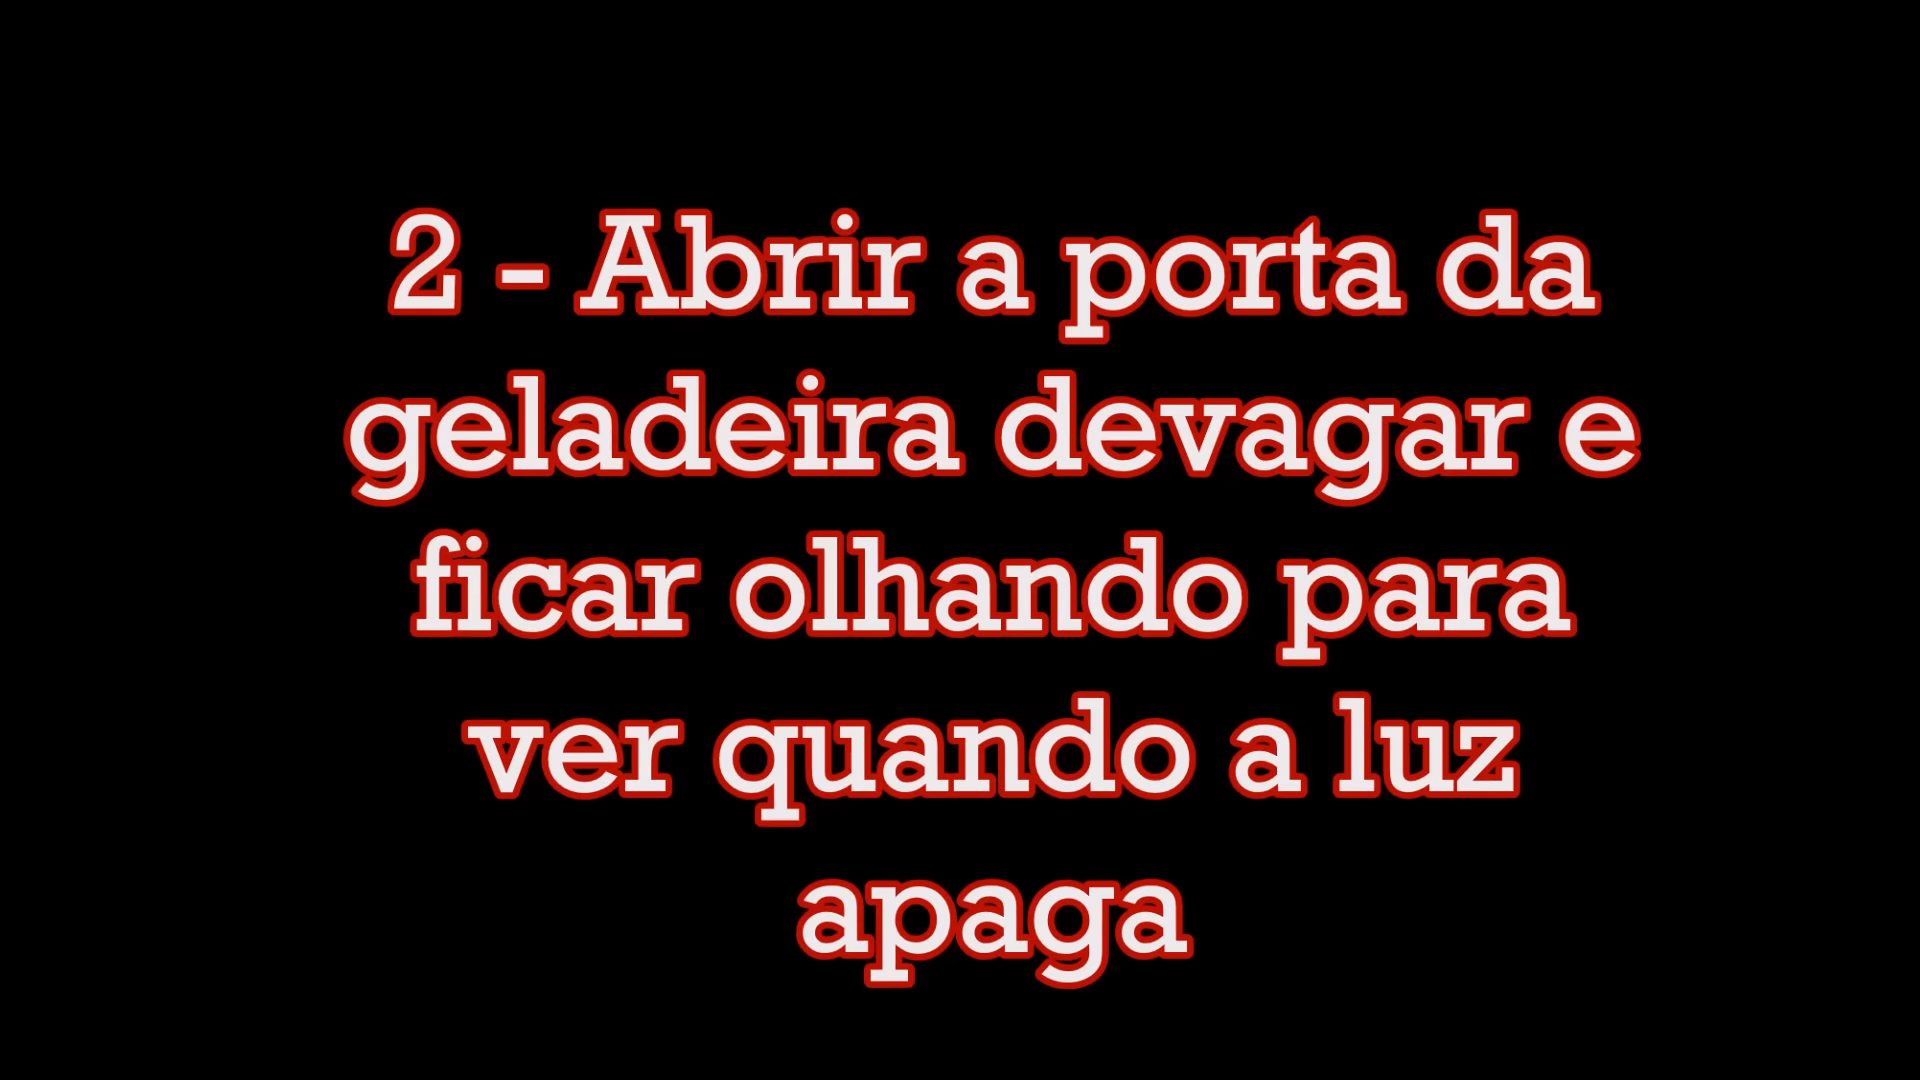 2 - Abrir a porta da
geladeira devagar e
ficar olhando para
ver quando a luz
apaga